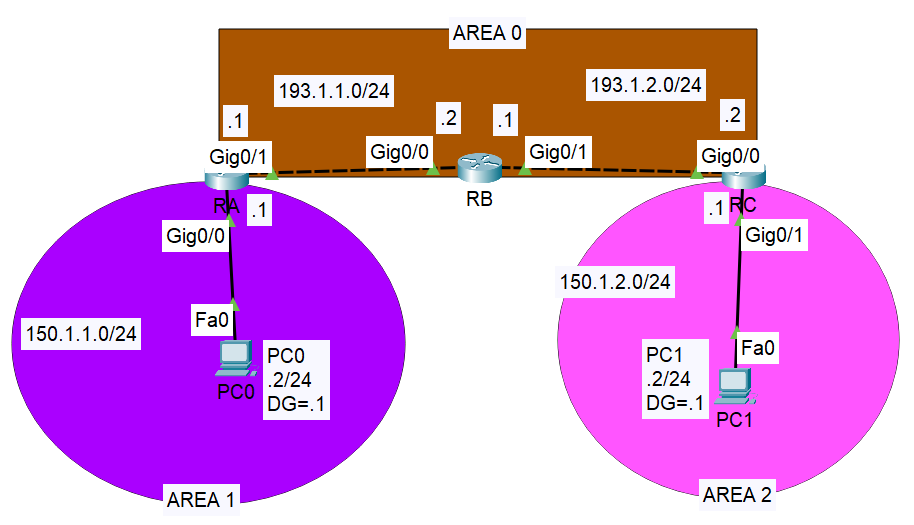 AREA 0
193.1.1.0/24
193.1.2.0/24
.1
.2
.1
.2
Gig0/1
Gig0/0
Gig0/1
Gig0/0
RA
RB
RC
.1
.1
Gig0/0
Gig0/1
150.1.1.0/24
150.1.2.0/24
Fa0
Fa0
PC0
PC0
.2/24
DG=.1
PC1
.2/24
DG=.1
PC1
AREA 1
AREA 2